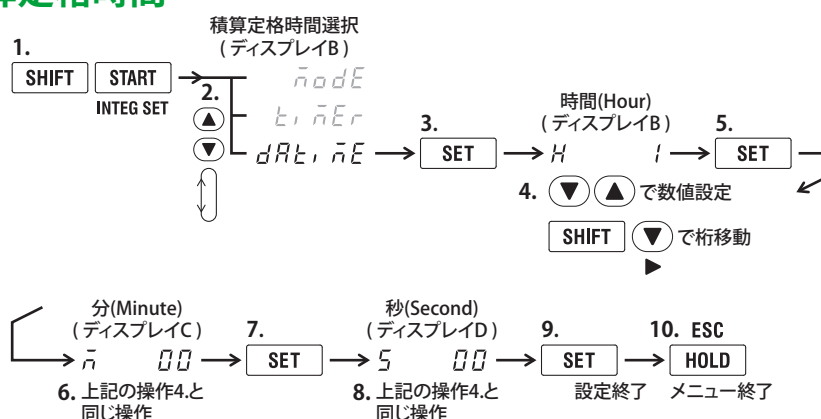 積算定格時間選択
( ディスプレイB )
1.
SHIFT START
INTEG SET
2.
modE
timEr
dAtimE
3.
SET
時間(Hour)
( ディスプレイB )
H 1
4. で数値設定
SHIFT で桁移動
5.
SET
分(Minute)
( ディスプレイC )
m 00
6. 上記の操作4.と
同じ操作
7.
SET
秒(Second)
( ディスプレイD )
S 00
8. 上記の操作4.と
同じ操作
9.
SET
設定終了
10. ESC
HOLD
メニュー終了